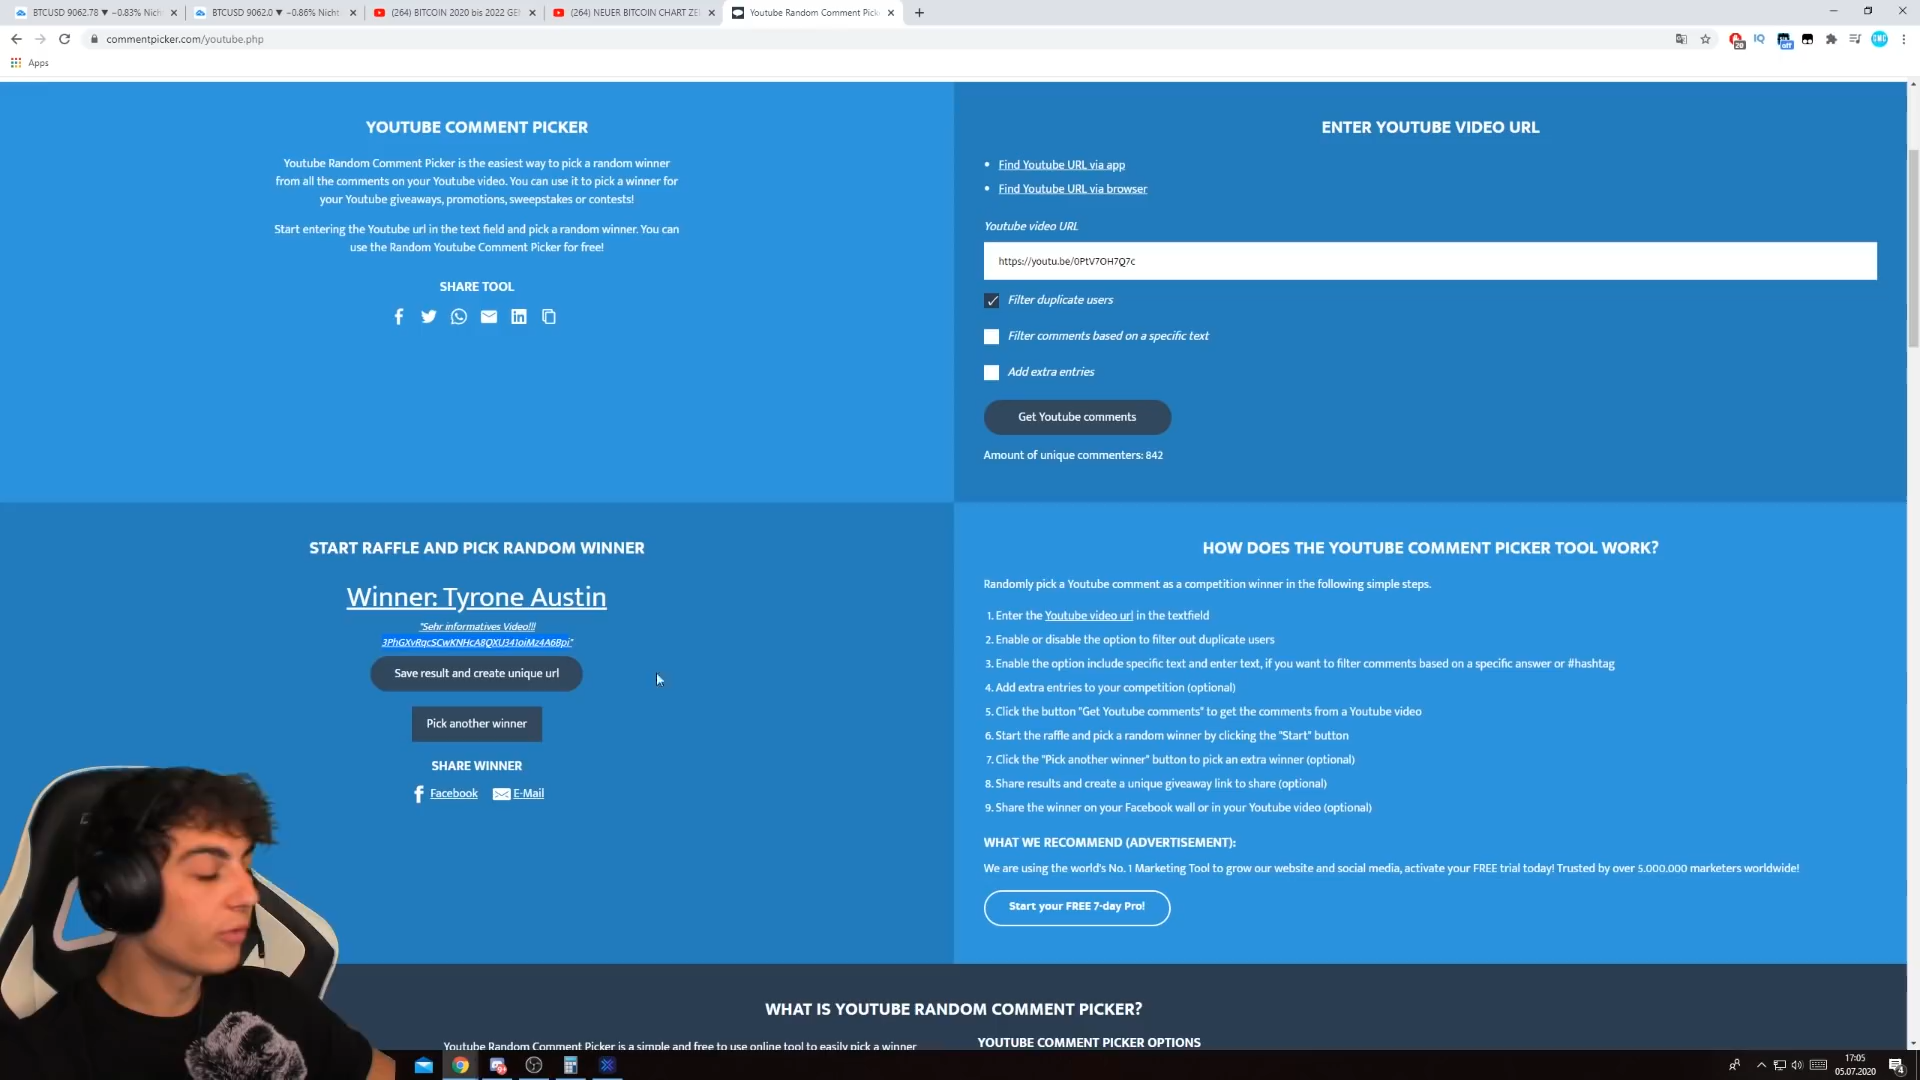 BTCUSD 9062.78 ▼ −0.83% Nicht
BTCUSD 9062.0 ▼ −0.86% Nicht
(264) BITCOIN 2020 bis 2022 GE
(264) NEUER BITCOIN CHART ZE
Youtube Random Comment Pick
commentpicker.com/youtube.php
Apps
YOUTUBE COMMENT PICKER
Youtube Random Comment Picker is the easiest way to pick a random winner
from all the comments on your Youtube video. You can use it to pick a winner for
your Youtube giveaways, promotions, sweepstakes or contests!
Start entering the Youtube url in the text field and pick a random winner. You can
use the Random Youtube Comment Picker for free!
SHARE TOOL
ENTER YOUTUBE VIDEO URL
Find Youtube URL via app
Find Youtube URL via browser
Youtube video URL
https://youtu.be/0PtV7OH7Q7c
Filter duplicate users
Filter comments based on a specific text
Add extra entries
Get Youtube comments
Amount of unique commenters: 842
START RAFFLE AND PICK RANDOM WINNER
Winner: Tyrone Austin
"Sehr informatives Video!!!
3PhGXvRqcSCwKNHcA8QXU341oiMz4A6Bpi"
Save result and create unique url
Pick another winner
SHARE WINNER
Facebook
E-Mail
HOW DOES THE YOUTUBE COMMENT PICKER TOOL WORK?
Randomly pick a Youtube comment as a competition winner in the following simple steps.
1. Enter the Youtube video url in the textfield
2. Enable or disable the option to filter out duplicate users
3. Enable the option include specific text and enter text, if you want to filter comments based on a specific answer or #hashtag
4. Add extra entries to your competition (optional)
5. Click the button "Get Youtube comments" to get the comments from a Youtube video
6. Start the raffle and pick a random winner by clicking the "Start" button
7. Click the "Pick another winner" button to pick an extra winner (optional)
8. Share results and create a unique giveaway link to share (optional)
9. Share the winner on your Facebook wall or in your Youtube video (optional)
WHAT WE RECOMMEND (ADVERTISEMENT):
We are using the world's No. 1 Marketing Tool to grow our website and social media, activate your FREE trial today! Trusted by over 5.000.000 marketers worldwide!
Start your FREE 7-day Pro!
WHAT IS YOUTUBE RANDOM COMMENT PICKER?
Youtube Random Comment Picker is a simple and free to use online tool to easily pick a winner
YOUTUBE COMMENT PICKER OPTIONS
17:05
05.07.2020